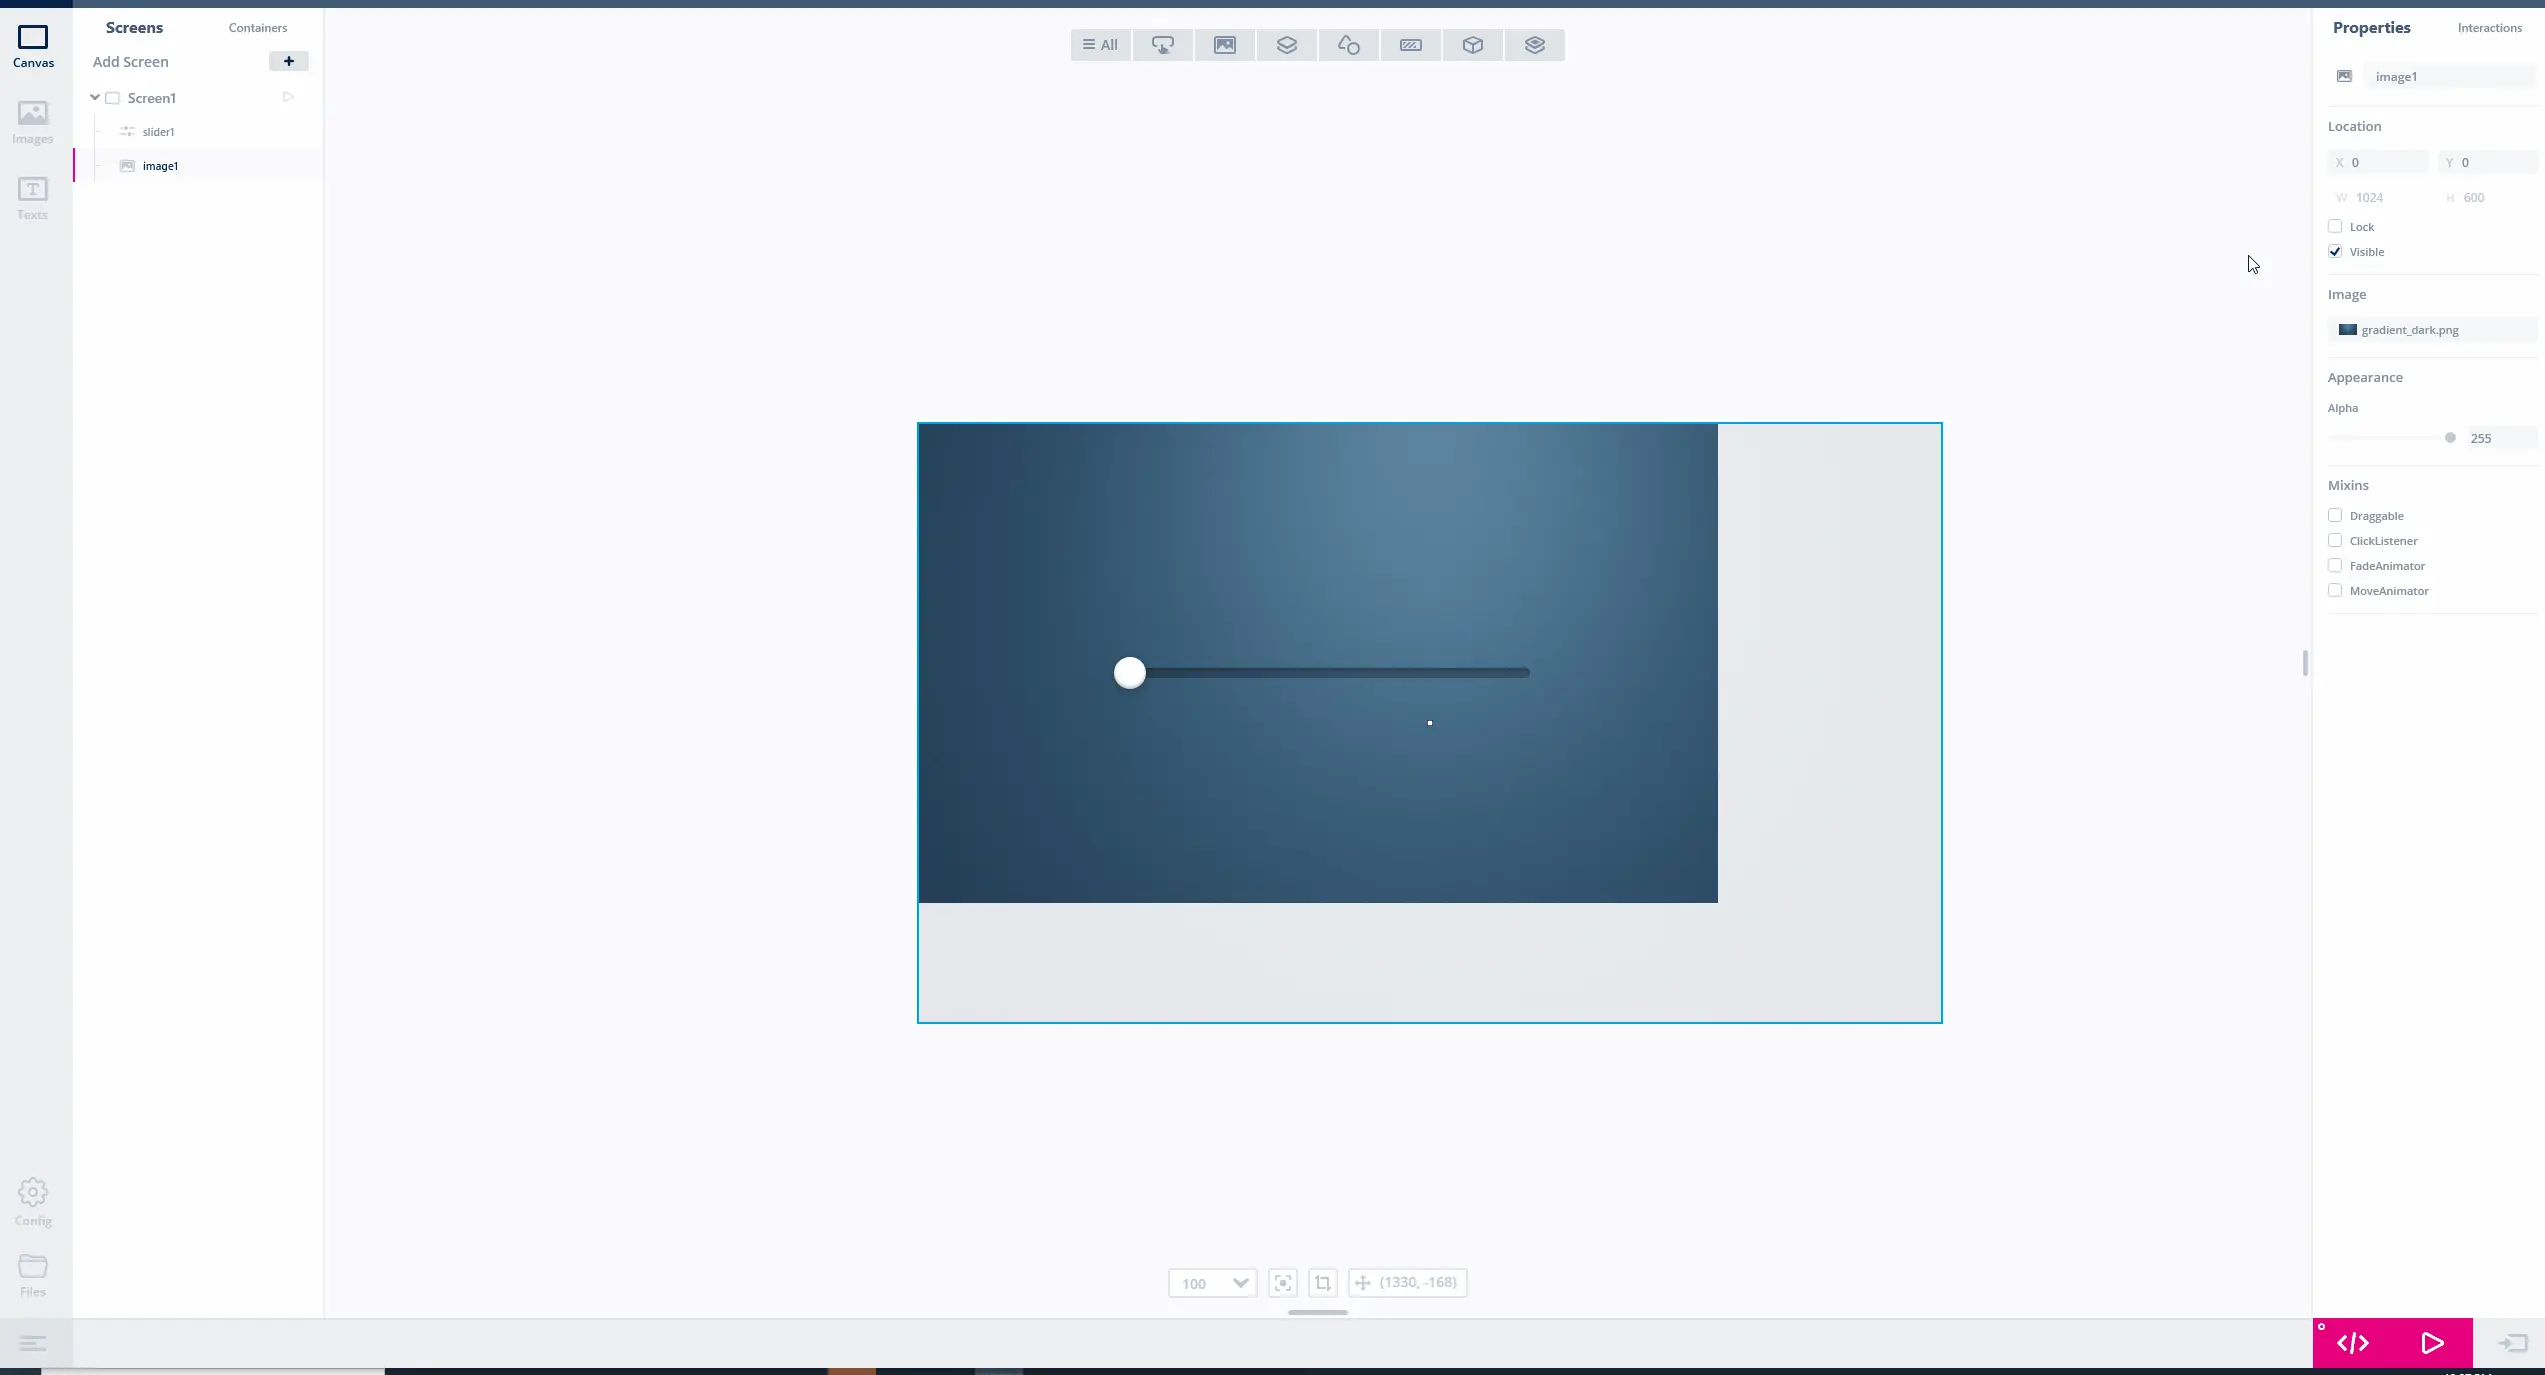 Canvas
Images
Texts
Config
Files
Screens Containers
Add Screen +
Screen1
slider1
image1
All
100
(1330, -168)
Properties Interactions
image1
Location
X 0 Y 0
W 1024 H 600
Lock
Visible
Image
gradient_dark.png
Appearance
Alpha
255
Mixins
Draggable
ClickListener
FadeAnimator
MoveAnimator